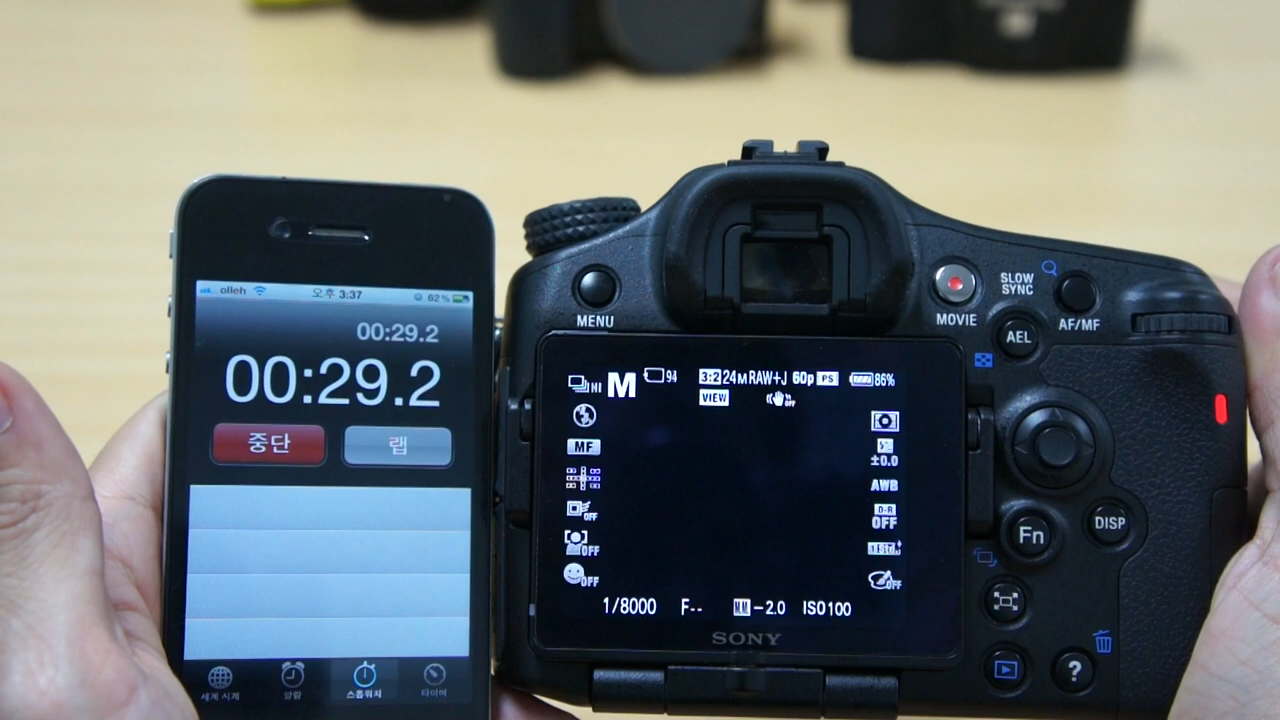 olleh 오후 3:37 62%
00:29.2
00:29.2
중단 랩
세계 시계 알람 스톱워치 타이머
MENU
MOVIE
SLOW SYNC
AF/MF
AEL
HI M 94 3:2 24M RAW+J 60p PS 86%
VIEW OFF
MF
±0.0
AWB
OFF
D-R
OFF
OFF
OFF
OFF
1/8000 F-- MM -2.0 ISO100
SONY
Fn
DISP
?